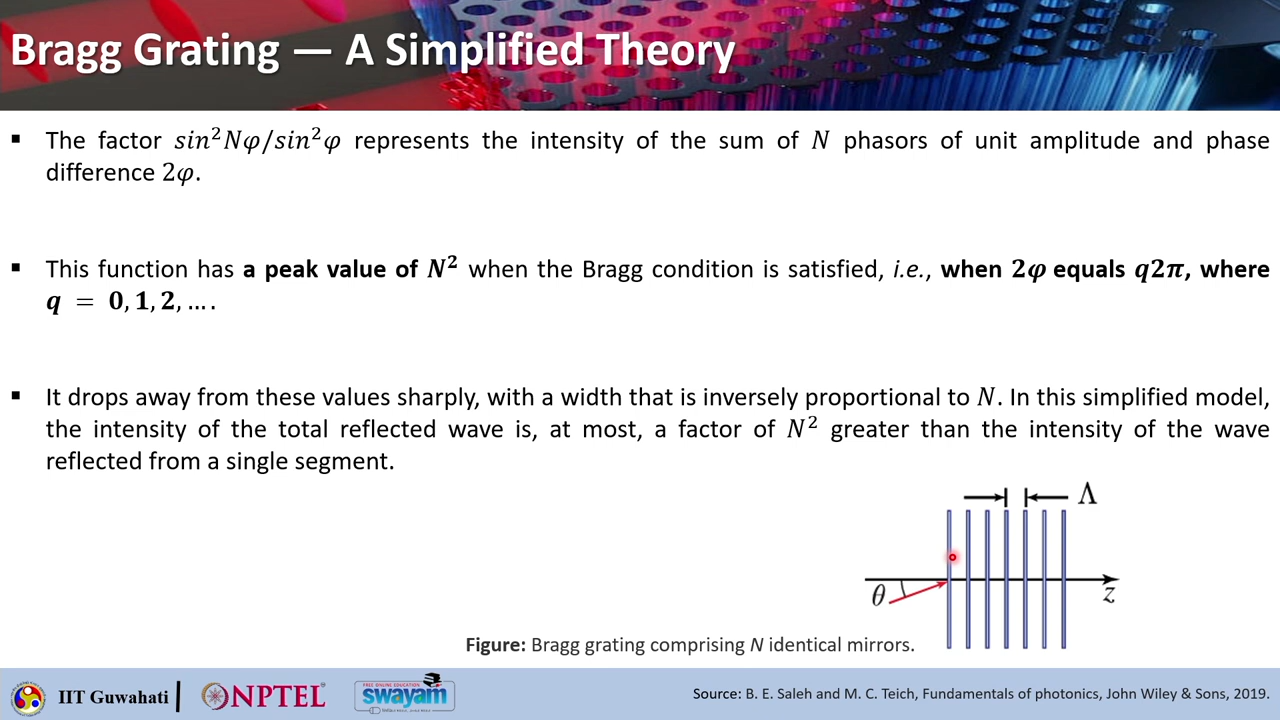 Bragg Grating — A Simplified Theory
▪ The factor sin²Nφ/sin²φ represents the intensity of the sum of N phasors of unit amplitude and phase
difference 2φ.
▪ This function has a peak value of N² when the Bragg condition is satisfied, i.e., when 2φ equals q2π, where
q = 0, 1, 2, ... .
▪ It drops away from these values sharply, with a width that is inversely proportional to N. In this simplified model,
the intensity of the total reflected wave is, at most, a factor of N² greater than the intensity of the wave
reflected from a single segment.
Λ
θ
z
Figure: Bragg grating comprising N identical mirrors.
IIT Guwahati
NPTEL
FREE ONLINE EDUCATION
swayam
Source: B. E. Saleh and M. C. Teich, Fundamentals of photonics, John Wiley & Sons, 2019.